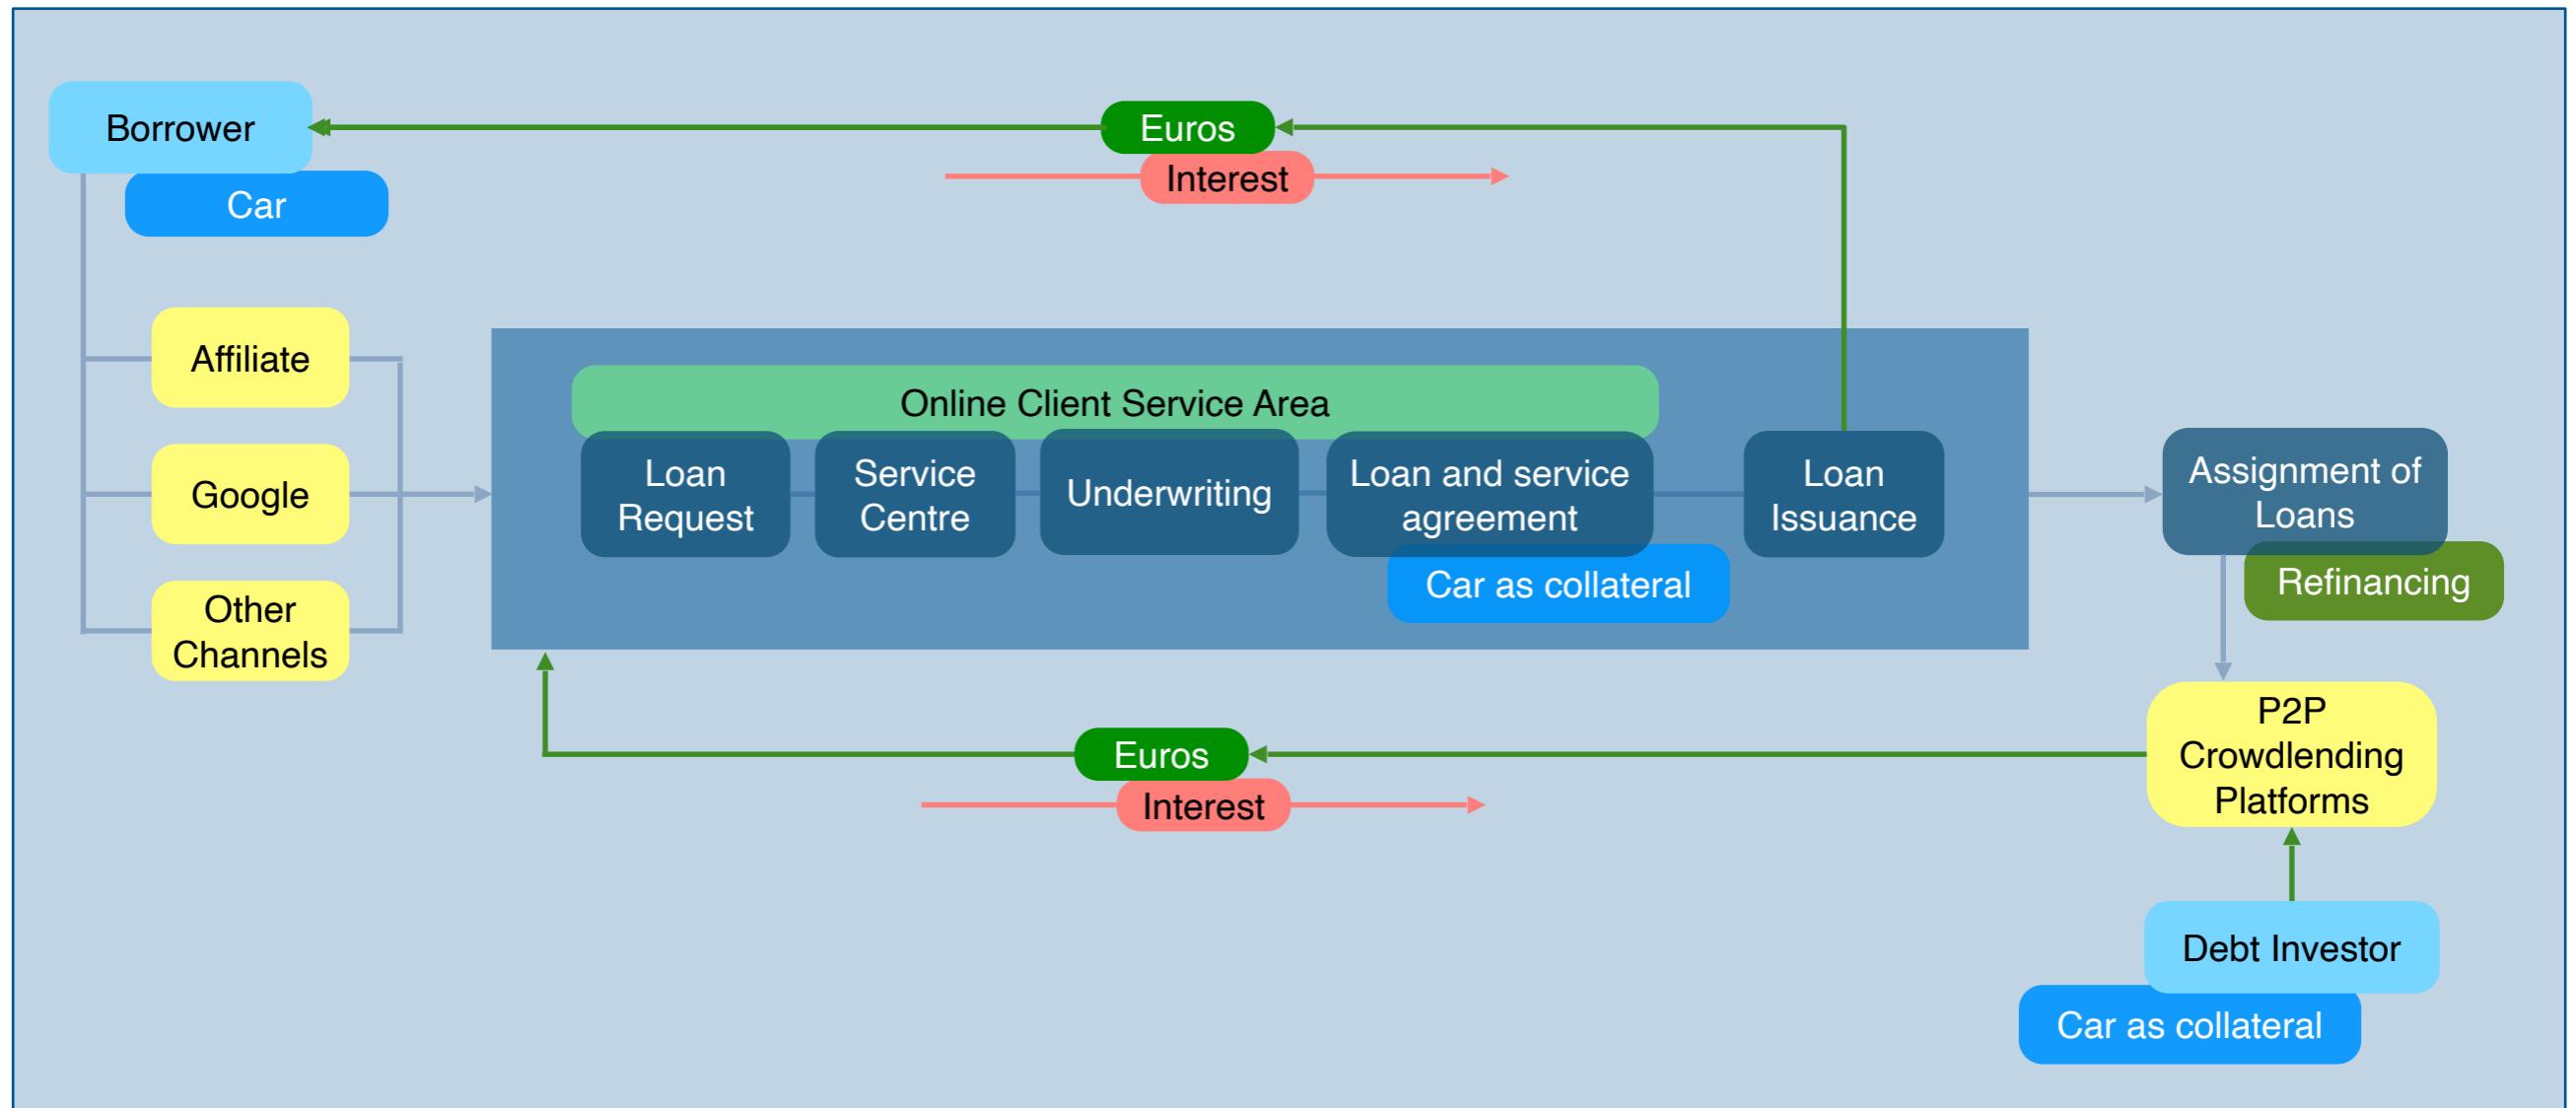 Borrower
Car
Euros
Interest
Affiliate
Google
Other
Channels
Online Client Service Area
Loan
Request
Service
Centre
Underwriting
Loan and service
agreement
Car as collateral
Loan
Issuance
Assignment of
Loans
Refinancing
Euros
Interest
P2P
Crowdlending
Platforms
Debt Investor
Car as collateral